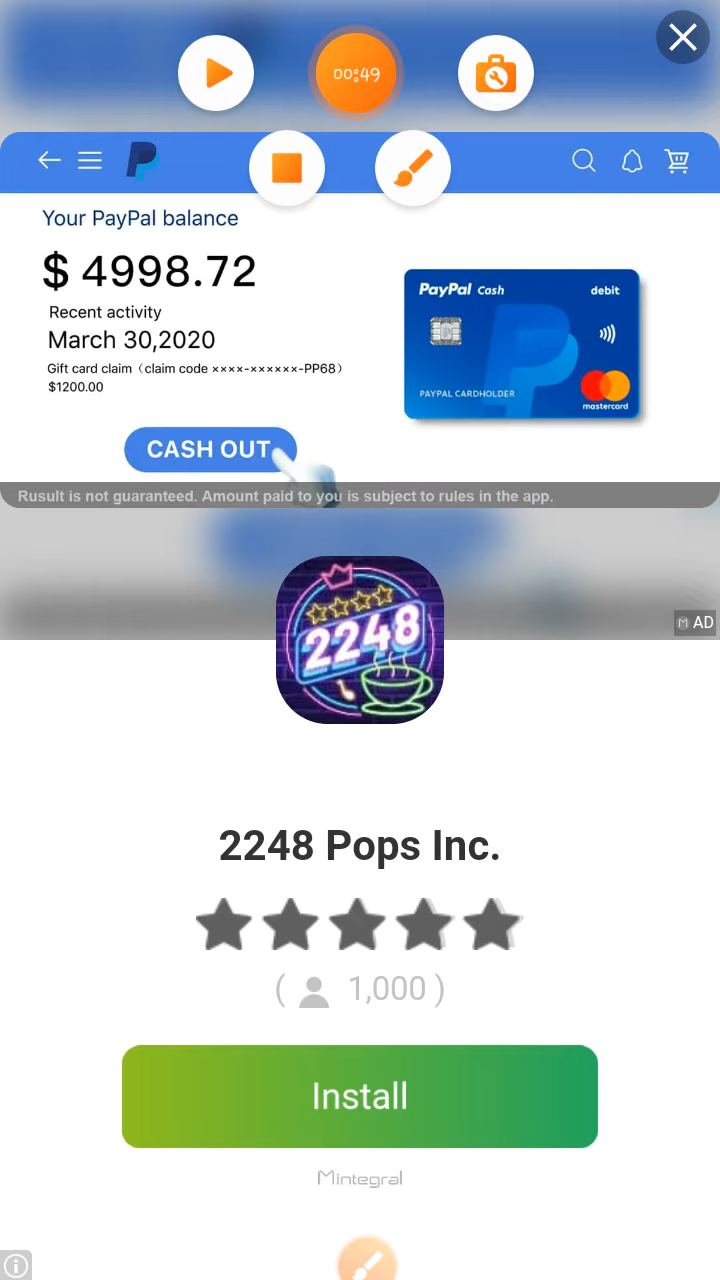 00:49
Your PayPal balance
$ 4998.72
Recent activity
March 30,2020
Gift card claim（claim code ××××-××××××-PP68）
$1200.00
PayPal Cash debit
PAYPAL CARDHOLDER
mastercard
CASH OUT
Rusult is not guaranteed. Amount paid to you is subject to rules in the app.
M AD
2248
2248 Pops Inc.
( 1,000 )
Install
Mintegral